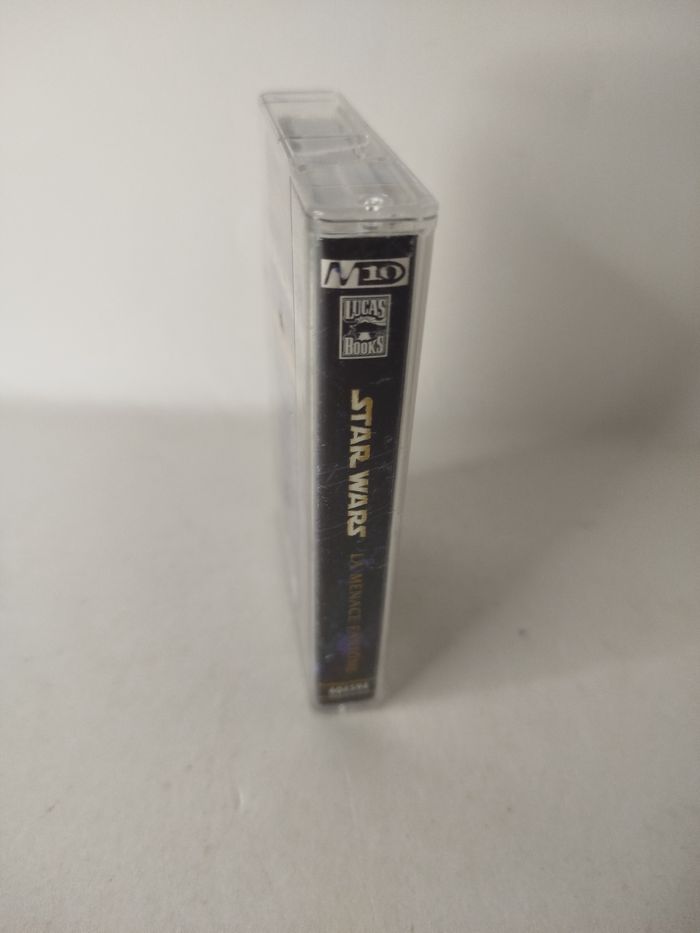 M10
LUCAS
BOOKS
STAR WARS LA MENACE FANTÔME